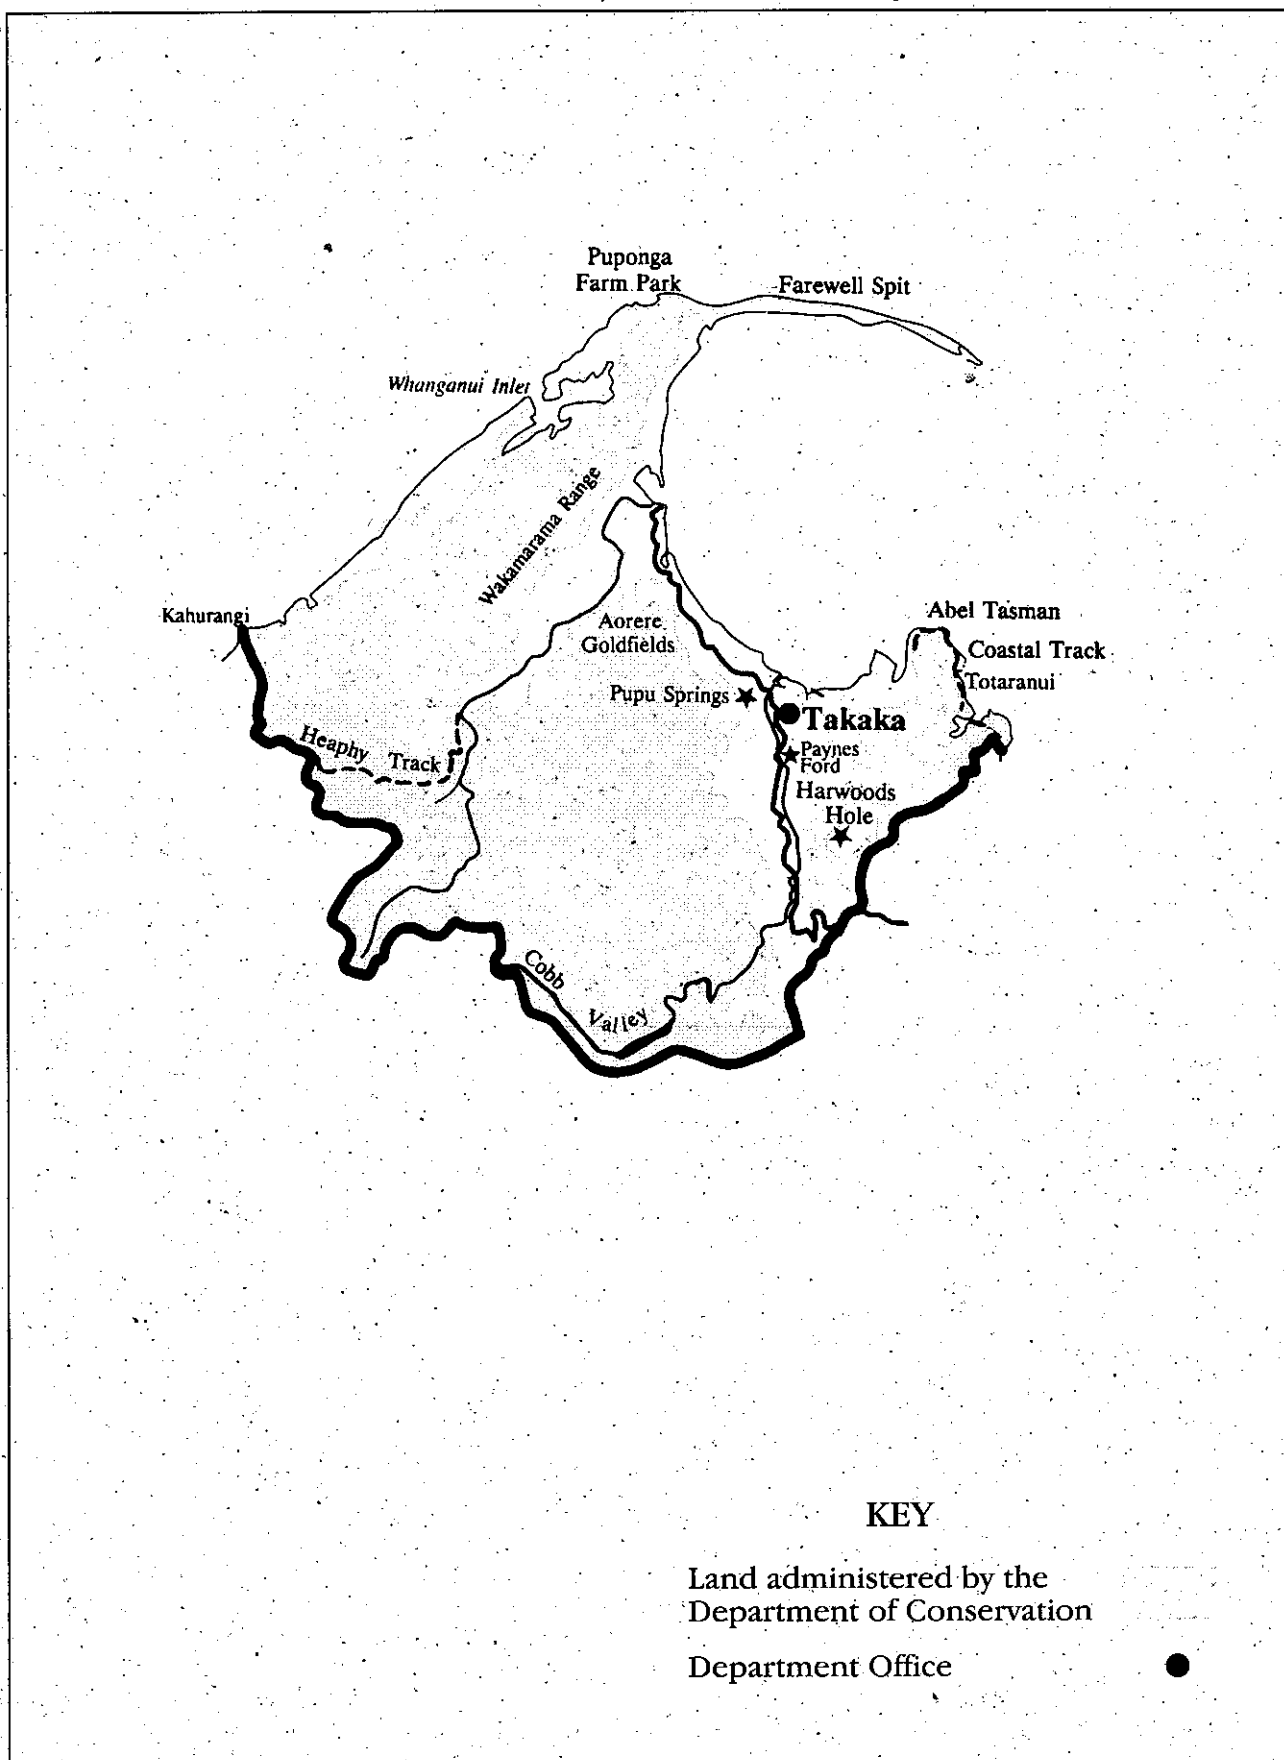 Puponga
Farm Park
Farewell Spit
Whanganui Inlet
Wakamarama Range
Kahurangi
Aorere
Goldfields
Abel Tasman
Coastal Track
Totaranui
Pupu Springs
Takaka
Heaphy Track
Paynes
Ford
Harwoods
Hole
Cobb
Valley
KEY
Land administered by the
Department of Conservation
Department Office